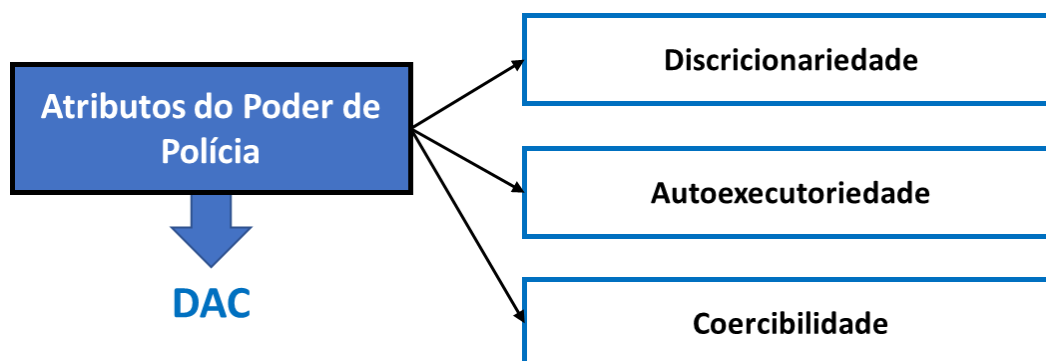 Atributos do Poder de
Polícia
DAC
Discricionariedade
Autoexecutoriedade
Coercibilidade